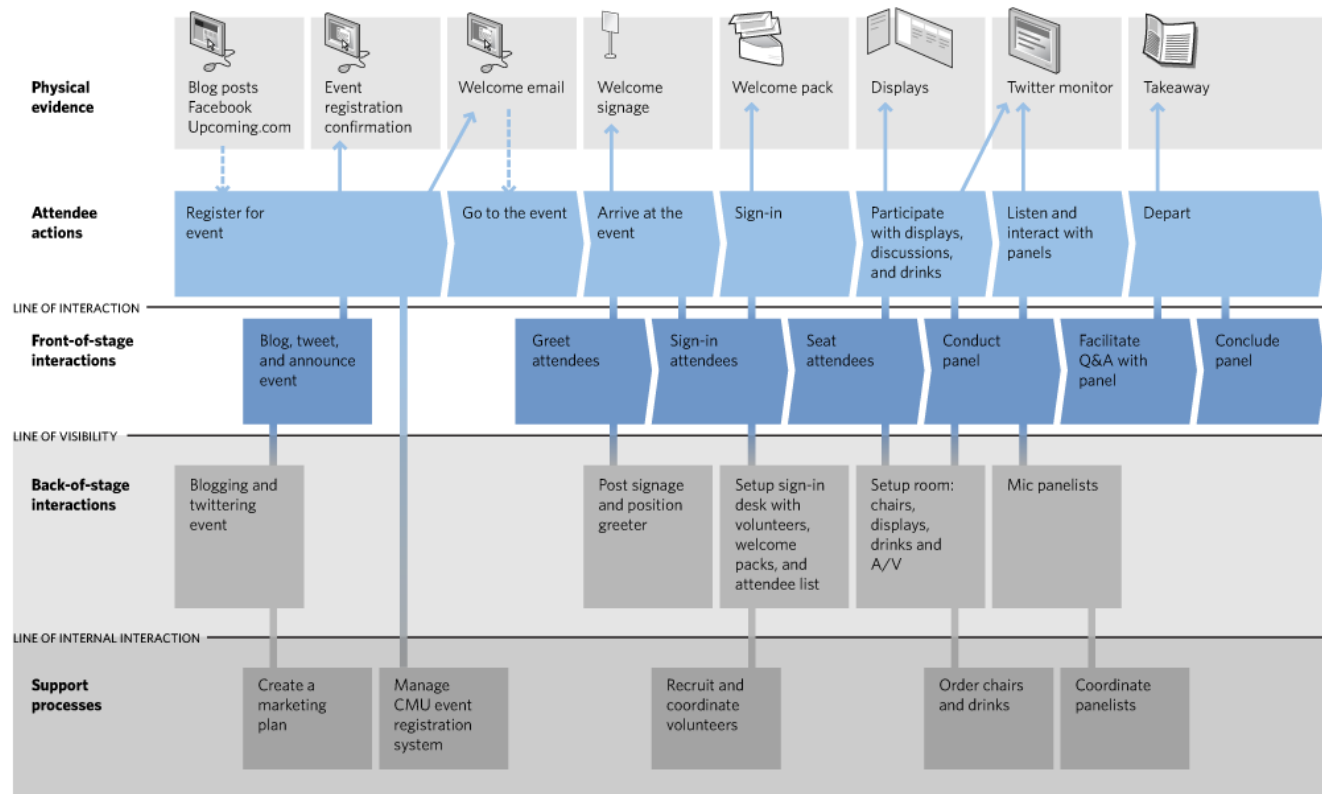 Physical
evidence
Blog posts
Facebook
Upcoming.com
Event
registration
confirmation
Welcome email
Welcome
signage
Welcome pack
Displays
Twitter monitor
Takeaway
Attendee
actions
Register for
event
Go to the event
Arrive at the
event
Sign-in
Participate
with displays,
discussions,
and drinks
Listen and
interact with
panels
Depart
LINE OF INTERACTION
Front-of-stage
interactions
Blog, tweet,
and announce
event
Greet
attendees
Sign-in
attendees
Seat
attendees
Conduct
panel
Facilitate
Q&A with
panel
Conclude
panel
LINE OF VISIBILITY
Back-of-stage
interactions
Blogging and
twittering
event
Post signage
and position
greeter
Setup sign-in
desk with
volunteers,
welcome
packs, and
attendee list
Setup room:
chairs,
displays,
drinks and
A/V
Mic panelists
LINE OF INTERNAL INTERACTION
Support
processes
Create a
marketing
plan
Manage
CMU event
registration
system
Recruit and
coordinate
volunteers
Order chairs
and drinks
Coordinate
panelists